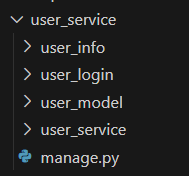 user_service
user_info
user_login
user_model
user_service
manage.py